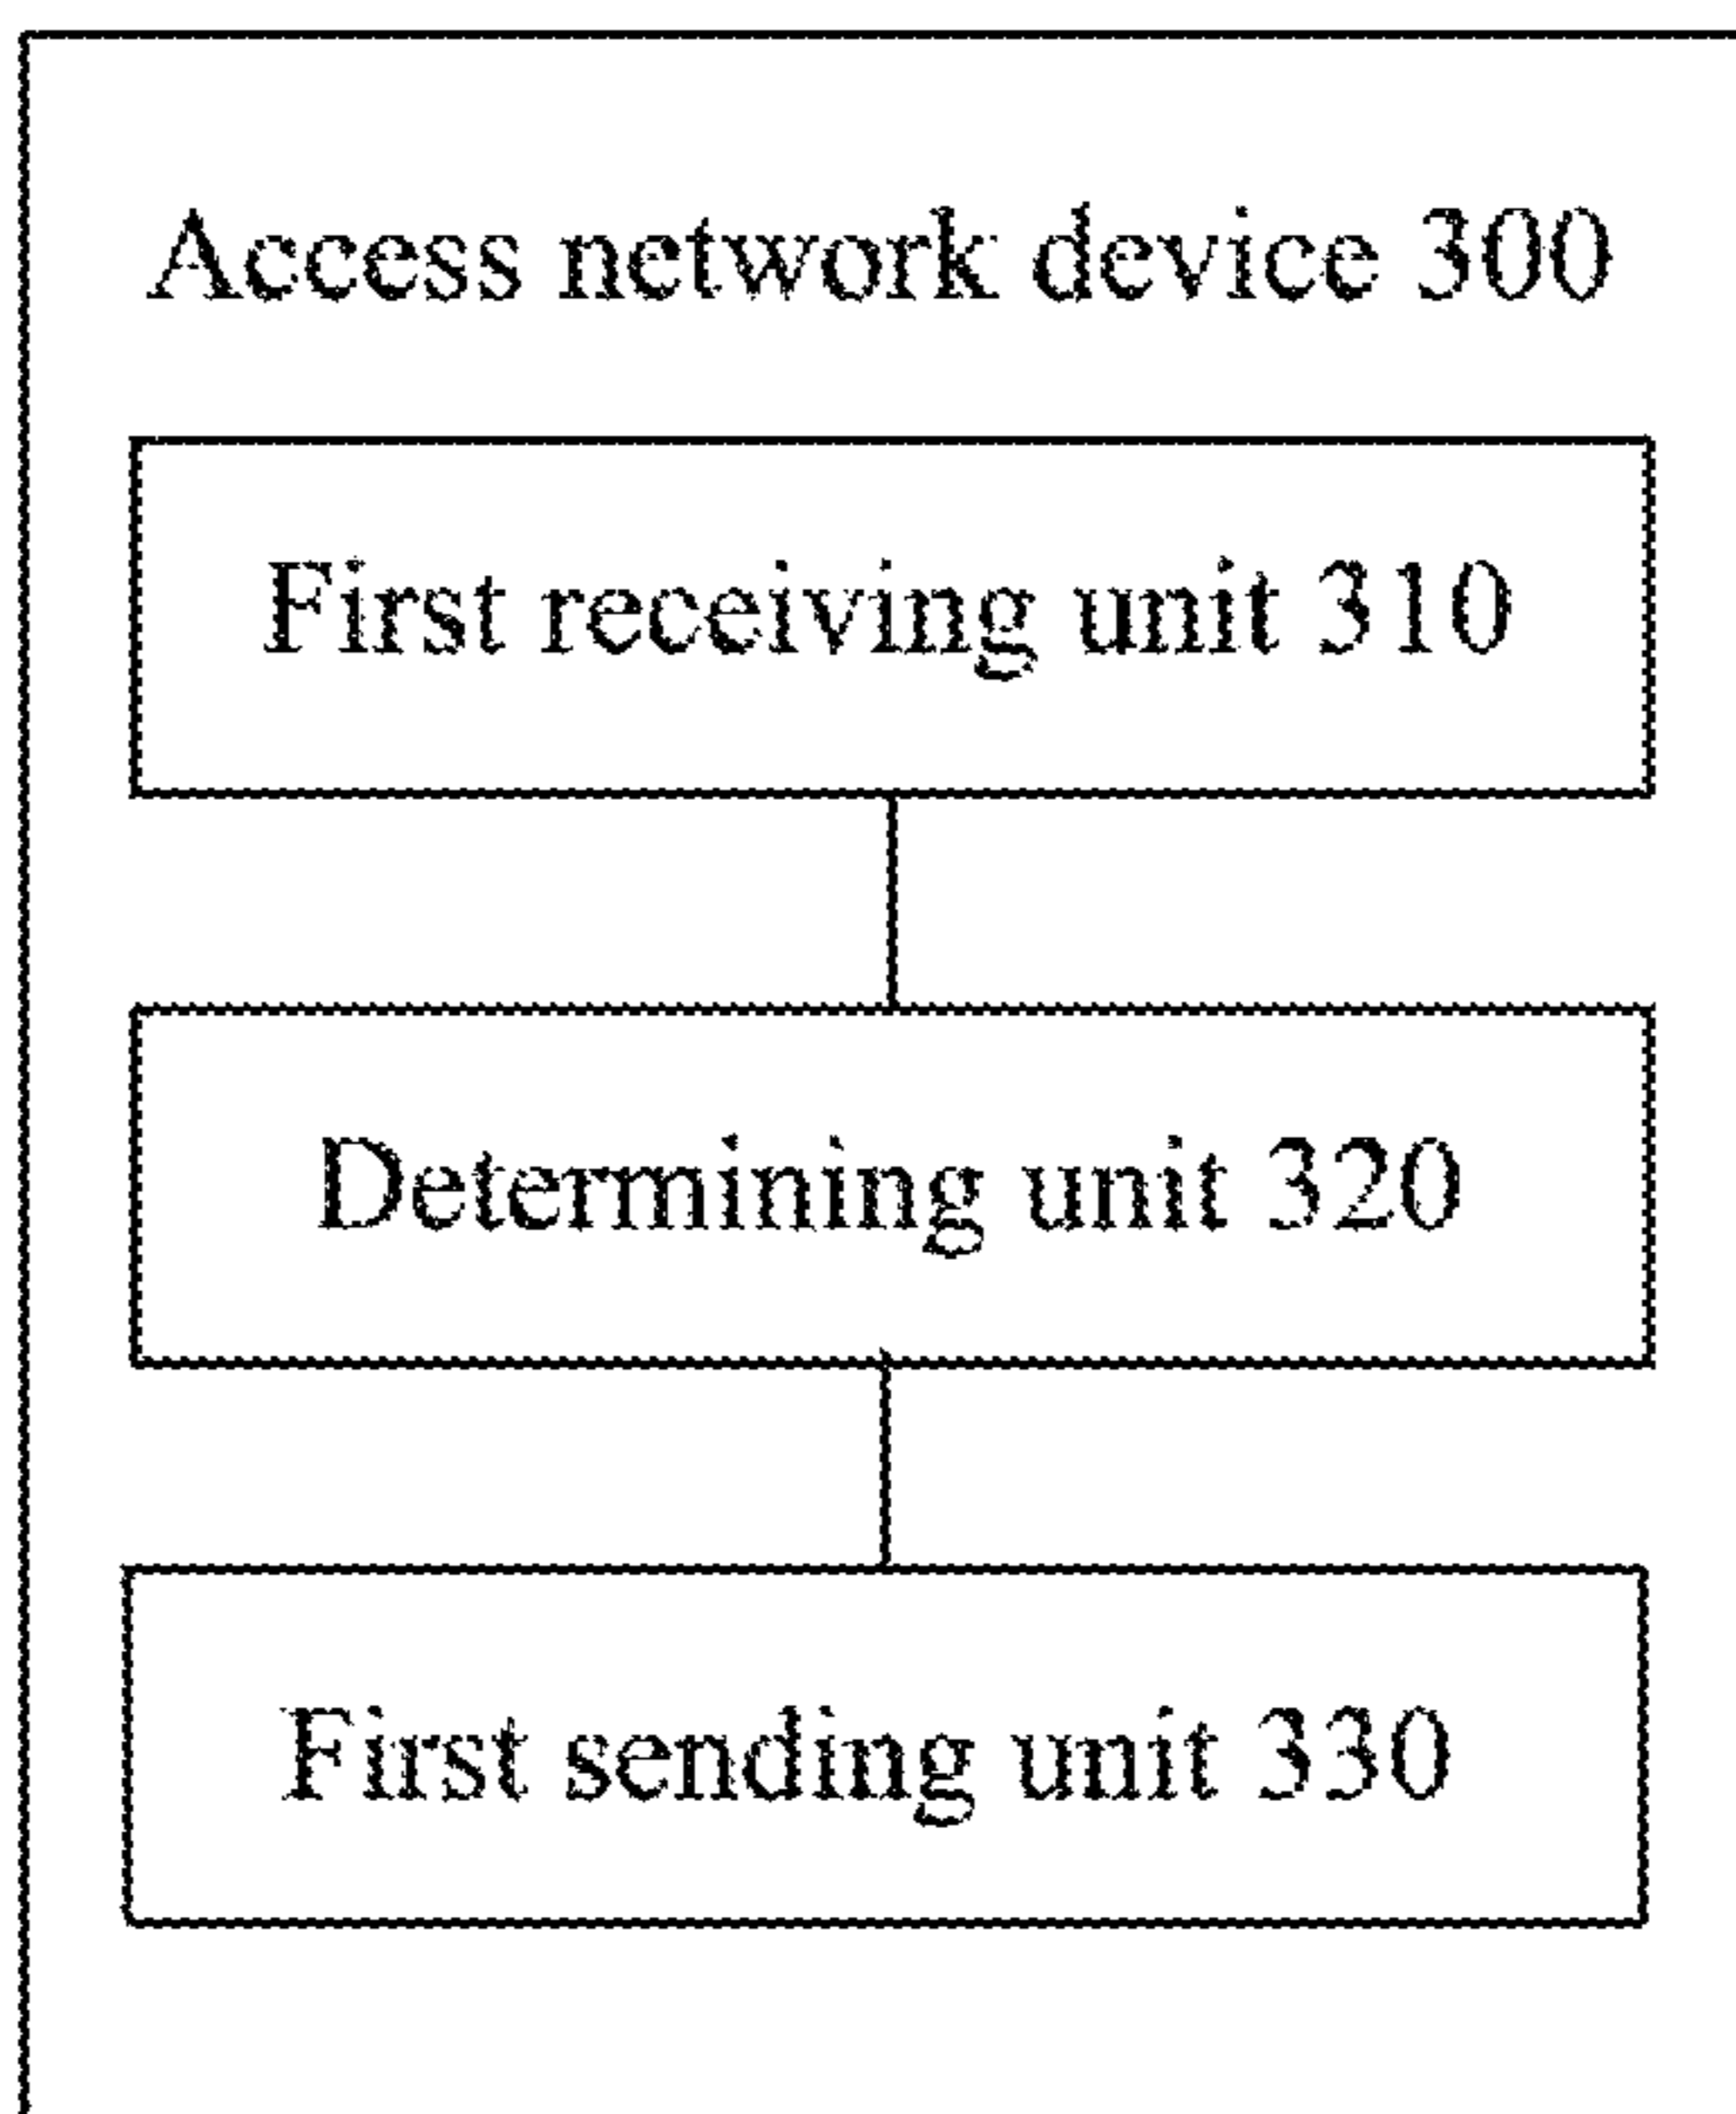 Access network device 300
First receiving unit 310
Determining unit 320
First sending unit 330